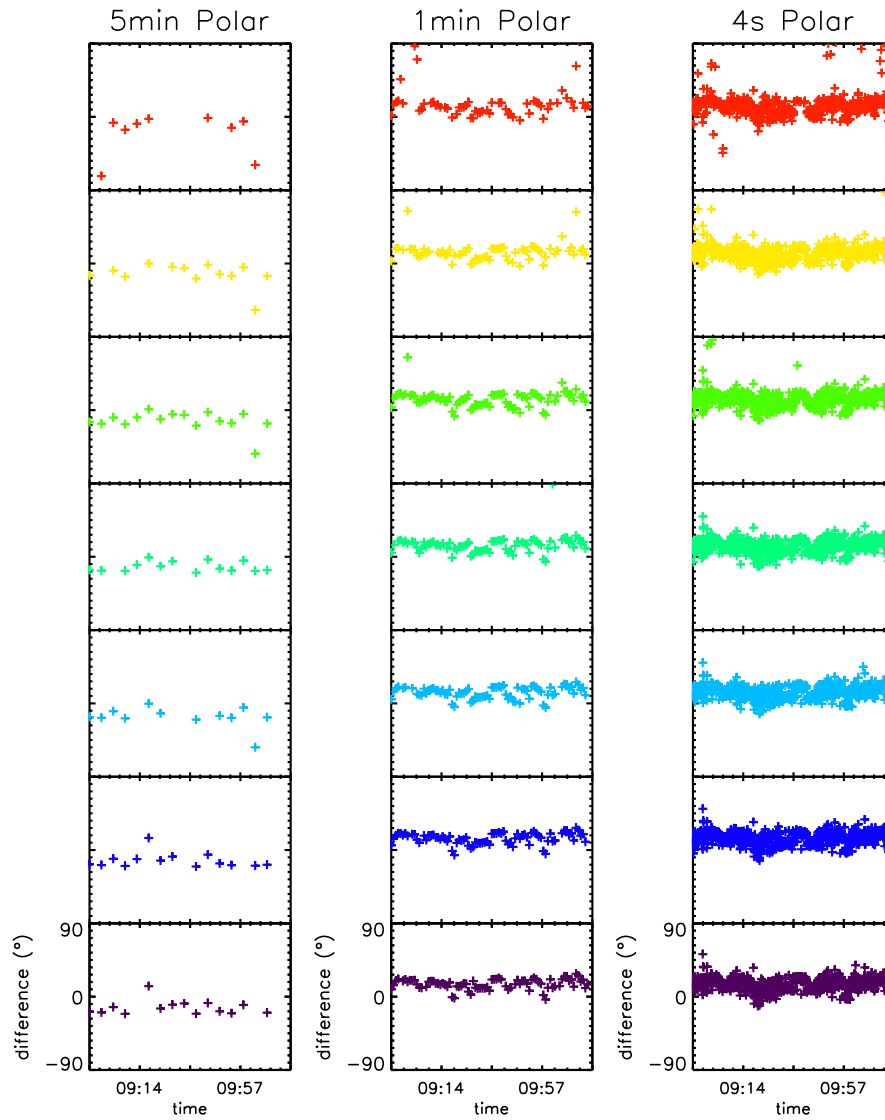 5min Polar 1min Polar 4s Polar
90 90 90
difference (°) difference (°) difference (°)
0 0 0
−90 −90 −90
09:14 09:57 09:14 09:57 09:14 09:57
time time time